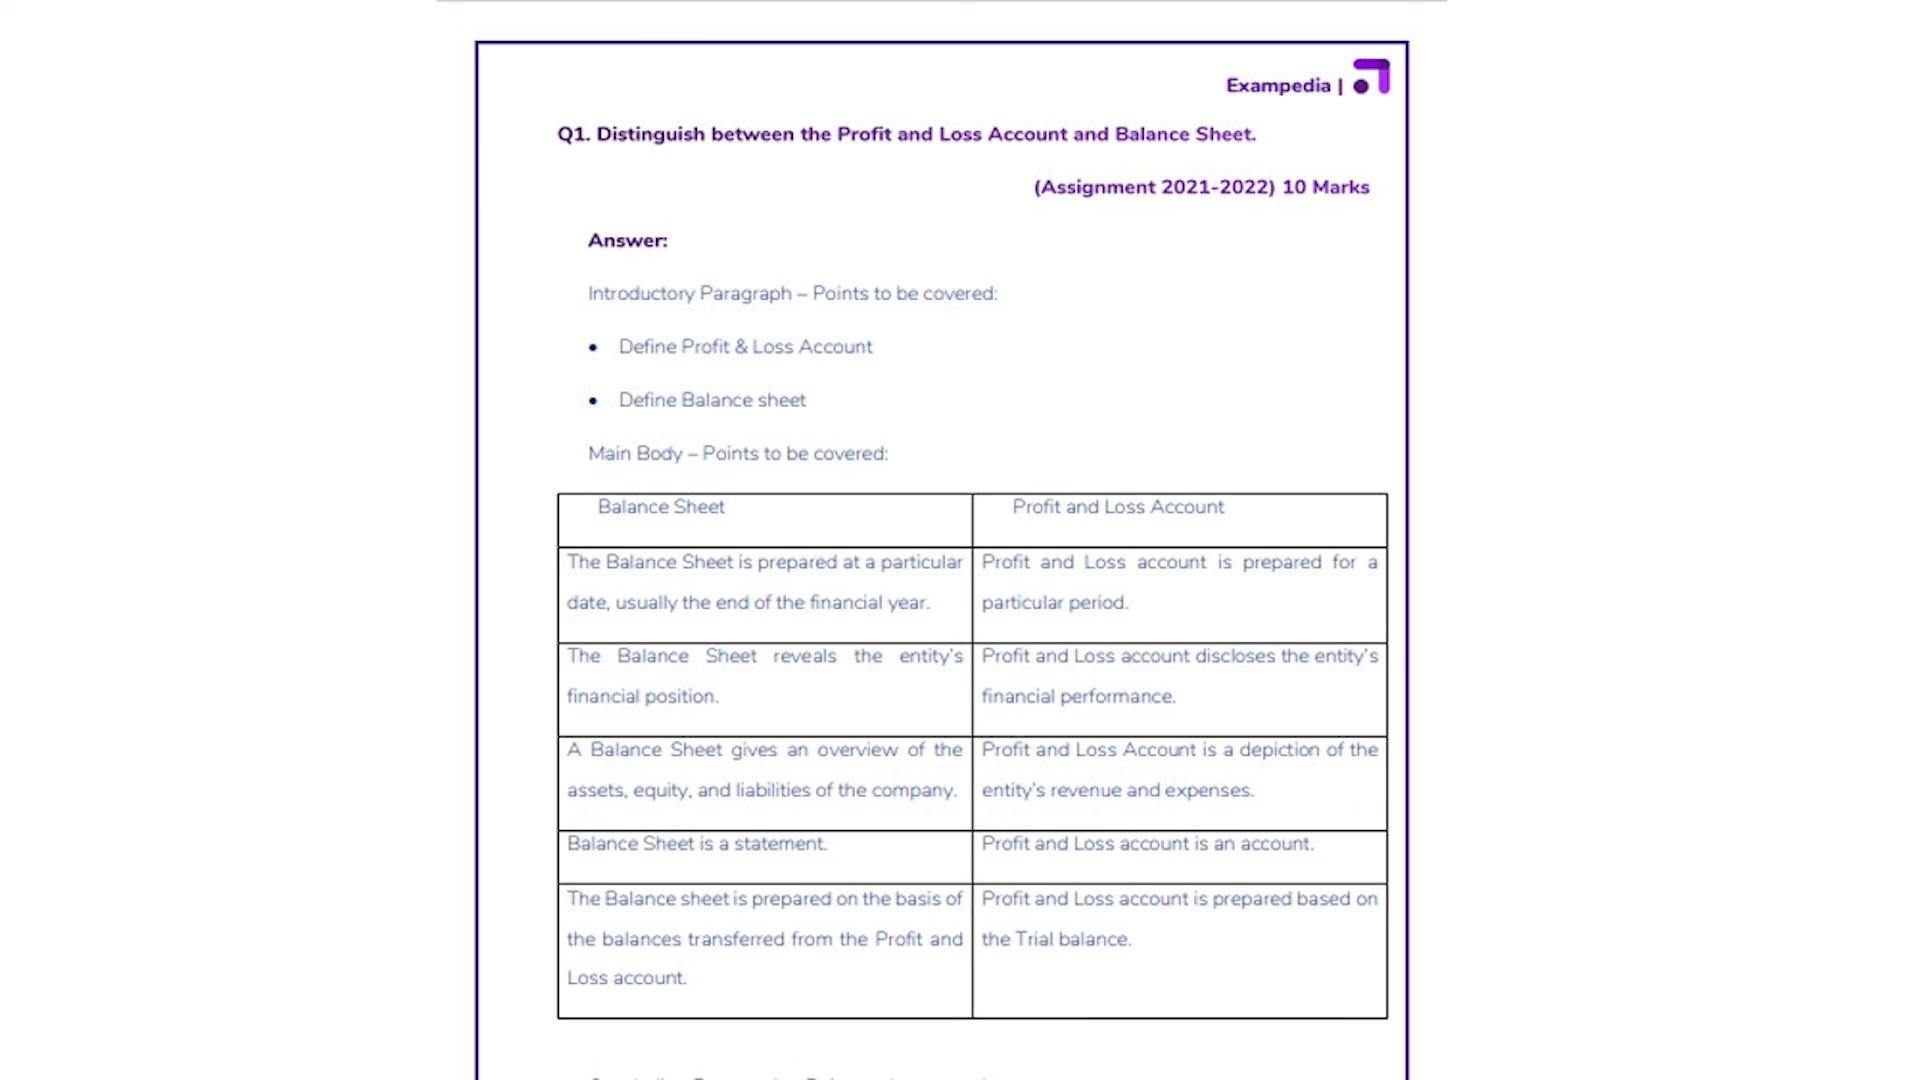 Exampedia |
Q1. Distinguish between the Profit and Loss Account and Balance Sheet.
(Assignment 2021-2022) 10 Marks
Answer:
Introductory Paragraph – Points to be covered:
• Define Profit & Loss Account
• Define Balance sheet
Main Body – Points to be covered:
Balance Sheet
Profit and Loss Account
The Balance Sheet is prepared at a particular
date, usually the end of the financial year.
Profit and Loss account is prepared for a
particular period.
The Balance Sheet reveals the entity's
financial position.
Profit and Loss account discloses the entity's
financial performance.
A Balance Sheet gives an overview of the
assets, equity, and liabilities of the company.
Profit and Loss Account is a depiction of the
entity's revenue and expenses.
Balance Sheet is a statement.
Profit and Loss account is an account.
The Balance sheet is prepared on the basis of
the balances transferred from the Profit and
Loss account.
Profit and Loss account is prepared based on
the Trial balance.